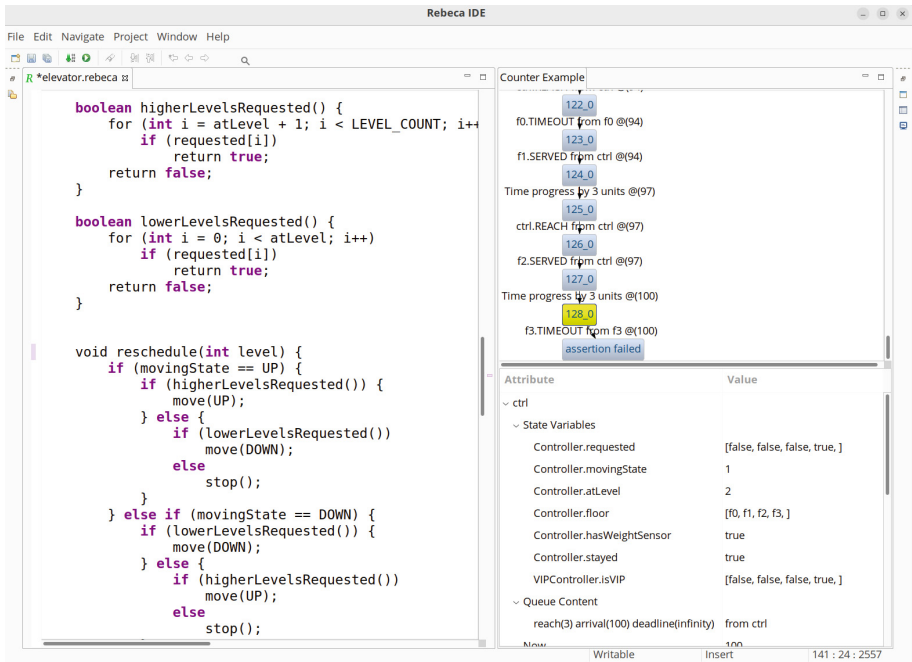 Rebeca IDE
File Edit Navigate Project Window Help
*elevator.rebeca
boolean higherLevelsRequested() {
for (int i = atLevel + 1; i < LEVEL_COUNT; i++
if (requested[i])
return true;
return false;
}
boolean lowerLevelsRequested() {
for (int i = 0; i < atLevel; i++)
if (requested[i])
return true;
return false;
}
void reschedule(int level) {
if (movingState == UP) {
if (higherLevelsRequested()) {
move(UP);
} else {
if (lowerLevelsRequested())
move(DOWN);
else
stop();
}
} else if (movingState == DOWN) {
if (lowerLevelsRequested()) {
move(DOWN);
} else {
if (higherLevelsRequested())
move(UP);
else
stop();
Counter Example
122_0
f0.TIMEOUT from f0 @(94)
123_0
f1.SERVED from ctrl @(94)
124_0
Time progress by 3 units @(97)
125_0
ctrl.REACH from ctrl @(97)
126_0
f2.SERVED from ctrl @(97)
127_0
Time progress by 3 units @(100)
128_0
f3.TIMEOUT from f3 @(100)
assertion failed
Attribute Value
ctrl
State Variables
Controller.requested [false, false, false, true, ]
Controller.movingState 1
Controller.atLevel 2
Controller.floor [f0, f1, f2, f3, ]
Controller.hasWeightSensor true
Controller.stayed true
VIPController.isVIP [false, false, false, true, ]
Queue Content
reach(3) arrival(100) deadline(infinity) from ctrl
Now 100
Writable Insert 141 : 24 : 2557